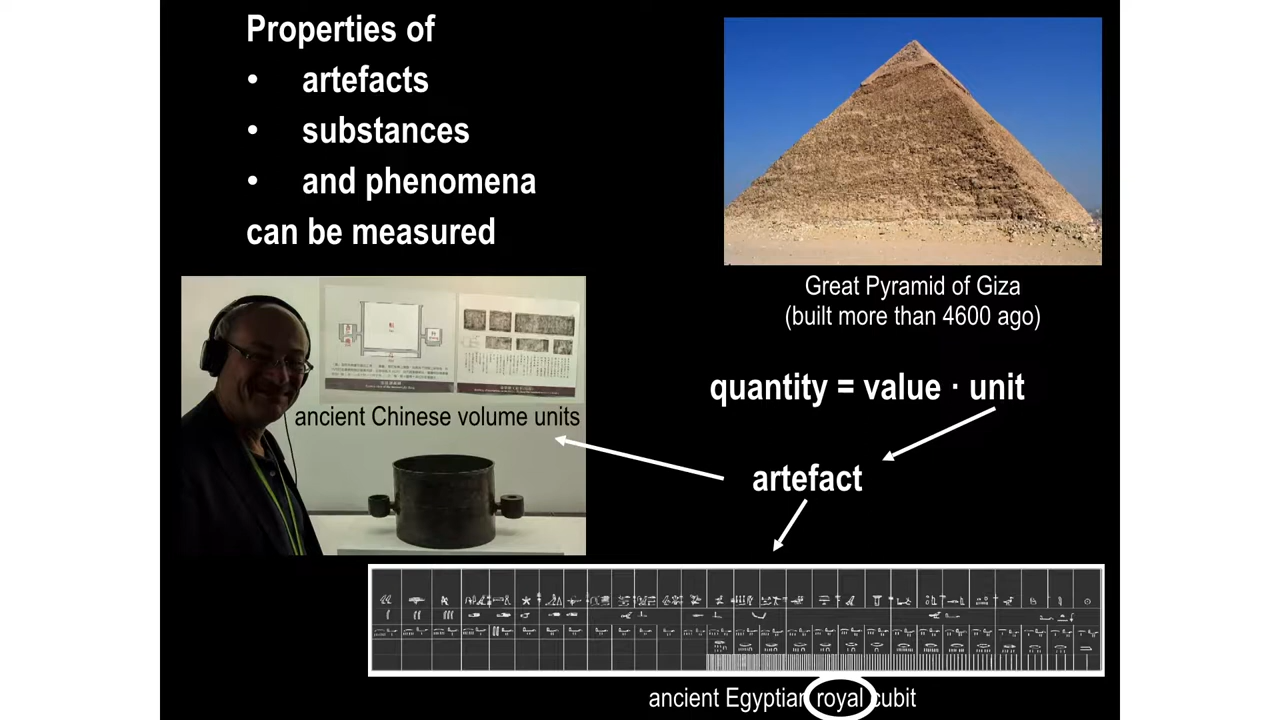 Properties of
• artefacts
• substances
• and phenomena
can be measured
Great Pyramid of Giza
(built more than 4600 ago)
ancient Chinese volume units
quantity = value · unit
artefact
ancient Egyptian royal cubit